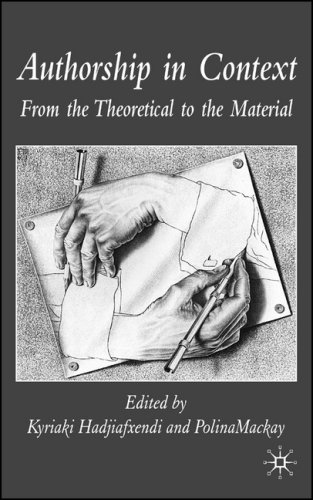 Authorship in Context
From the Theoretical to the Material
Edited by
Kyriaki Hadjiafxendi and PolinaMackay